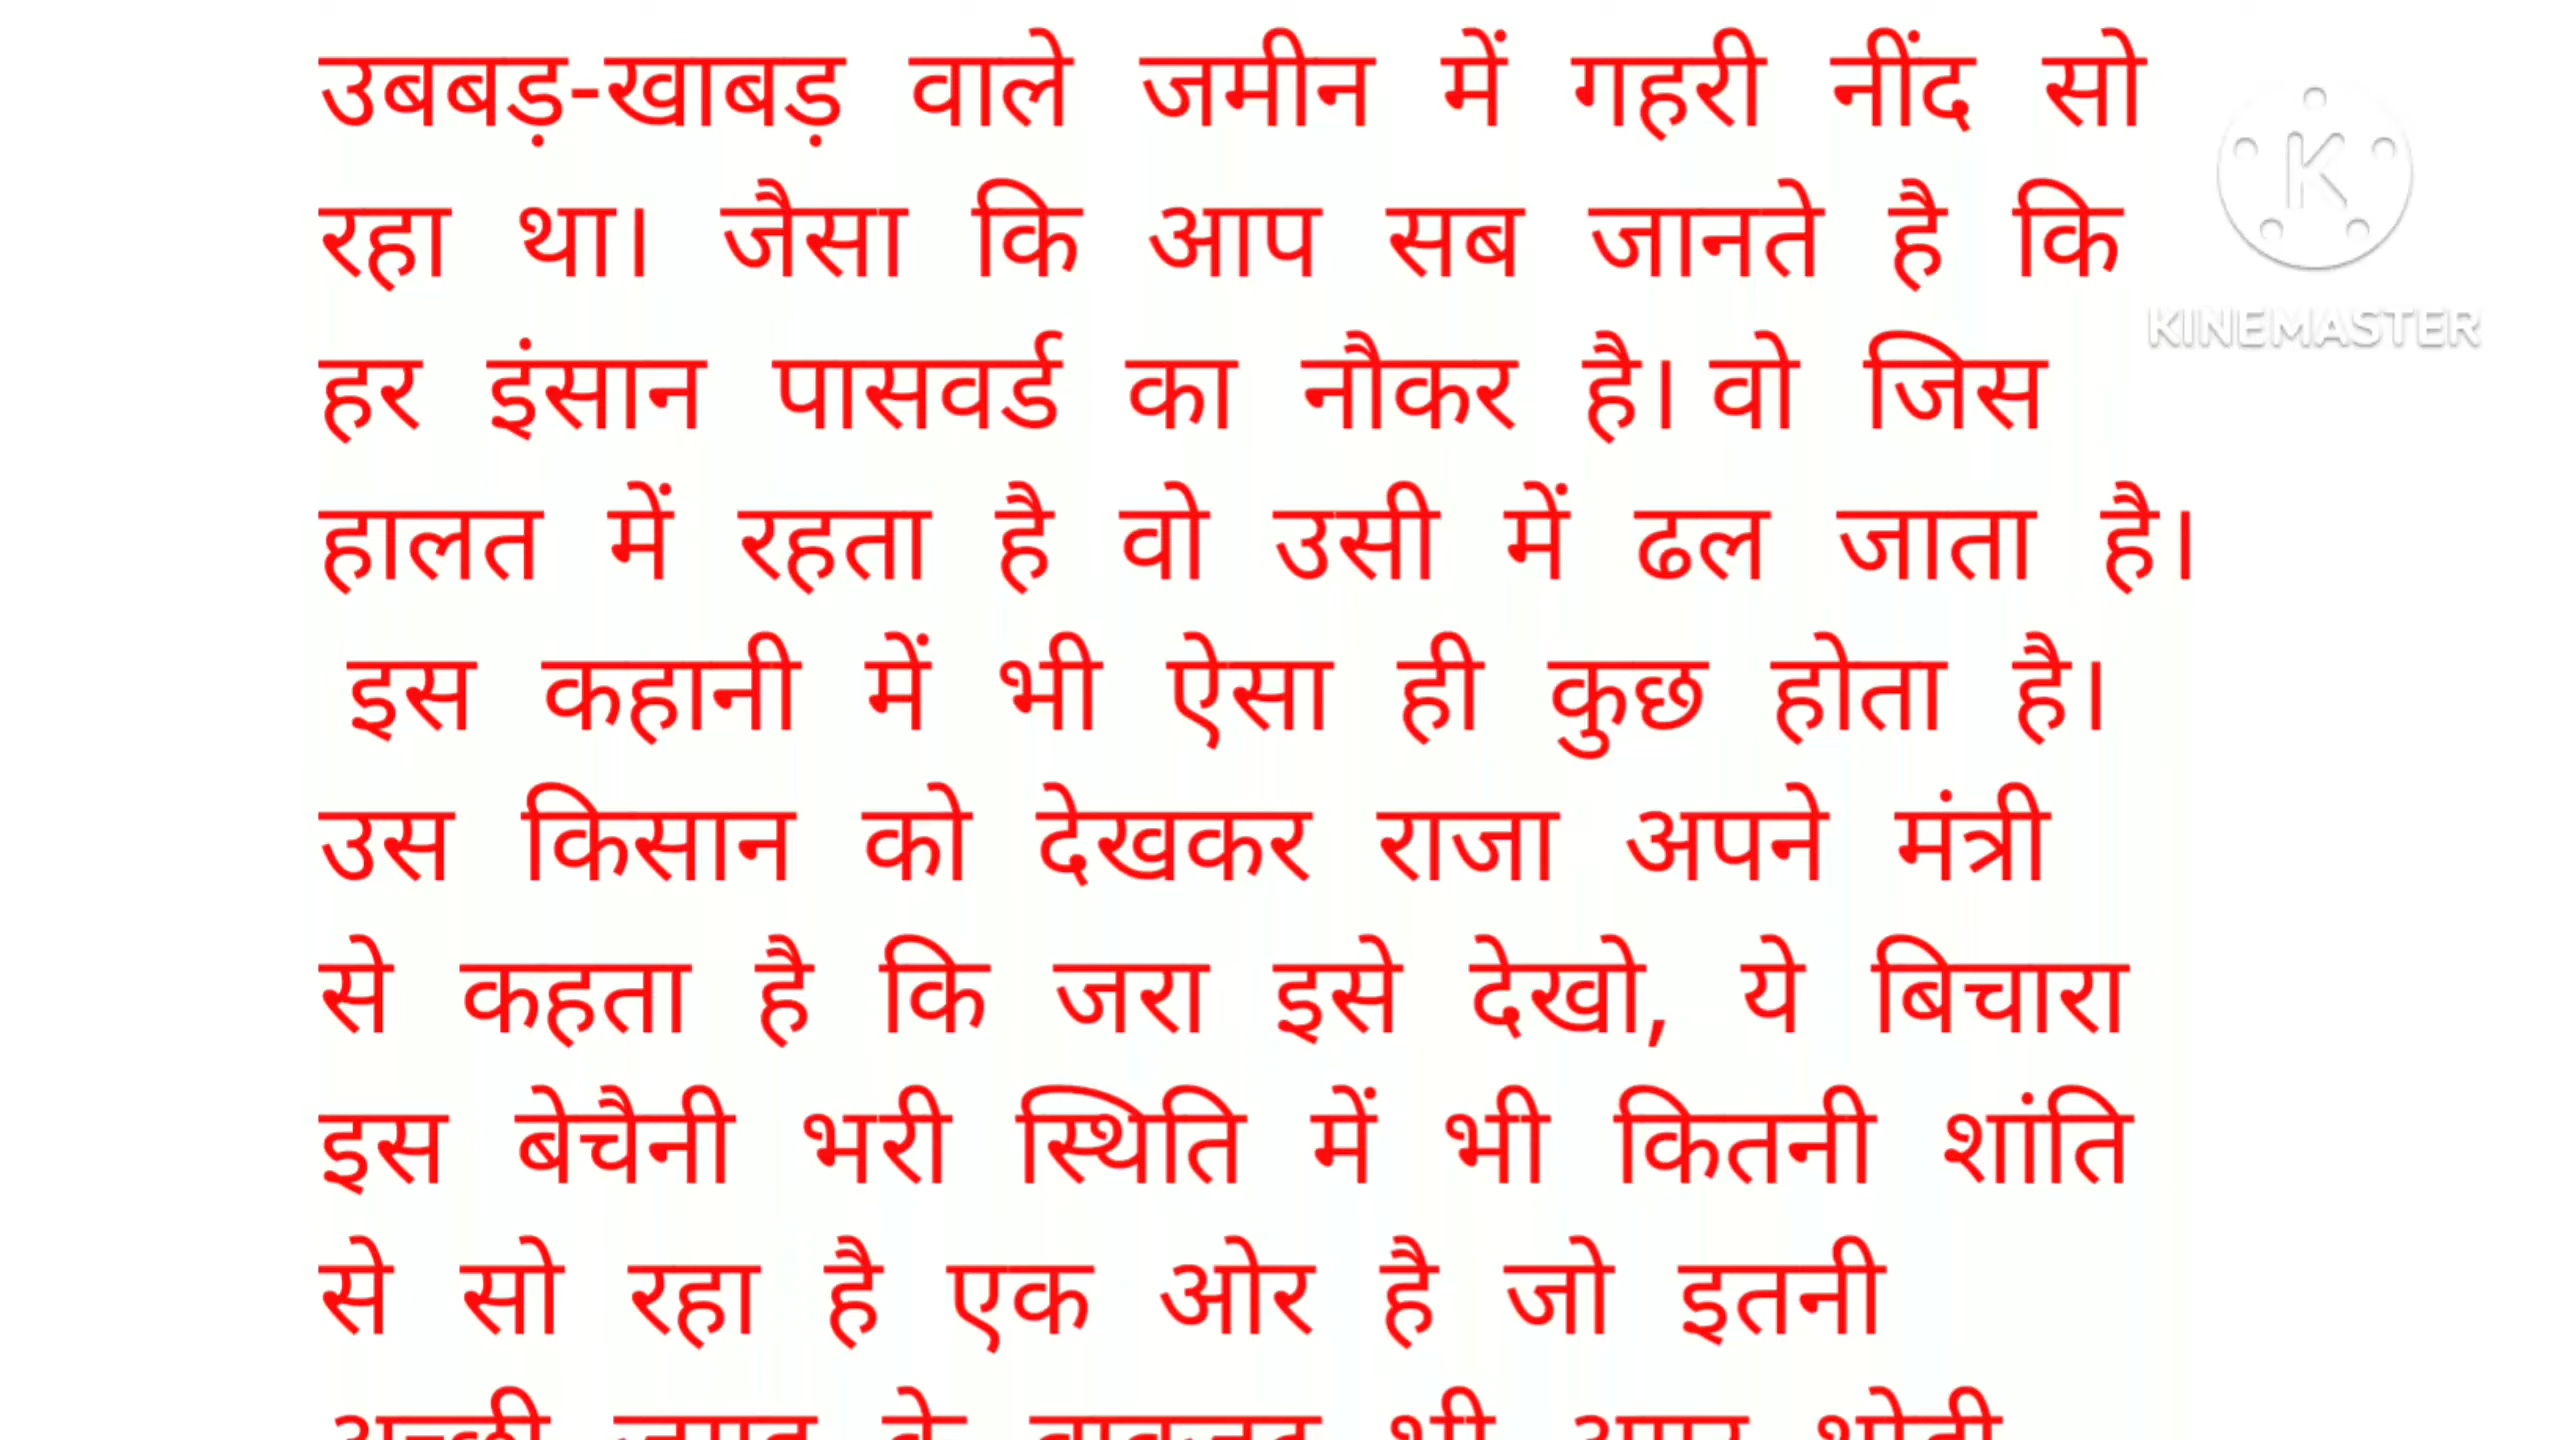 उबबड़-खाबड़ वाले जमीन में गहरी नींद सो
रहा था। जैसा कि आप सब जानते है कि
हर इंसान पासवर्ड का नौकर है। वो जिस
हालत में रहता है वो उसी में ढल जाता है।
इस कहानी में भी ऐसा ही कुछ होता है।
उस किसान को देखकर राजा अपने मंत्री
से कहता है कि जरा इसे देखो, ये बिचारा
इस बेचैनी भरी स्थिति में भी कितनी शांति
से सो रहा है एक ओर है जो इतनी
KINEMASTER